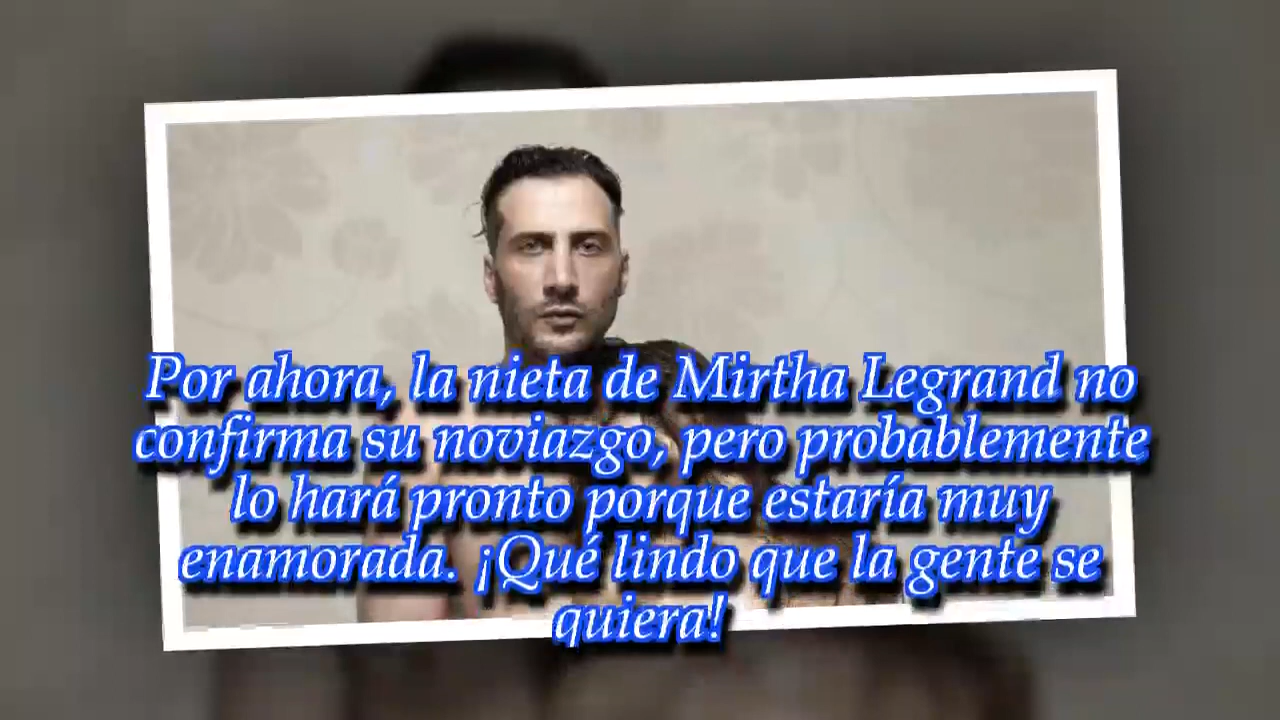 Por ahora, la nieta de Mirtha Legrand no
confirma su noviazgo, pero probablemente
lo hará pronto porque estaría muy
enamorada. ¡Qué lindo que la gente se
quiera!